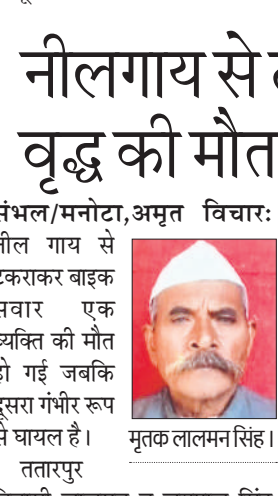 नीलगाय से
वृद्ध की मौत
संभल/मनोटा,अमृत विचार:
नील गाय से
टकराकर बाइक
सवार एक
व्यक्ति की मौत
हो गई जबकि
दूसरा गंभीर रूप
से घायल है।
ततारपुर
मृतक लालमन सिंह।